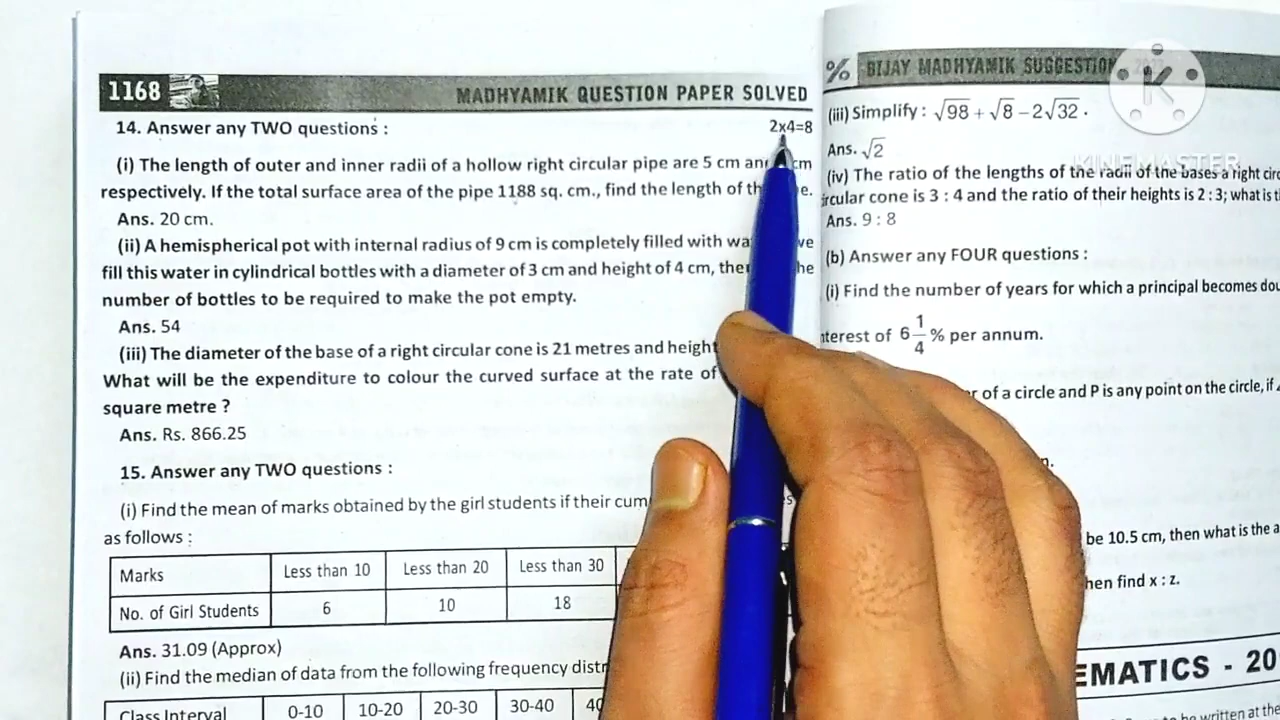 1168
MADHYAMIK QUESTION PAPER SOLVED
14. Answer any TWO questions :
2x4=8
(i) The length of outer and inner radii of a hollow right circular pipe are 5 cm an cm
respectively. If the total surface area of the pipe 1188 sq. cm., find the length of
Ans. 20 cm.
(ii) A hemispherical pot with internal radius of 9 cm is completely filled with
fill this water in cylindrical bottles with a diameter of 3 cm and height of 4 cm,
number of bottles to be required to make the pot empty.
Ans. 54
(iii) The diameter of the base of a right circular cone is 21 metres and height
What will be the expenditure to colour the curved surface at the rate of
square metre ?
Ans. Rs. 866.25
15. Answer any TWO questions :
(i) Find the mean of marks obtained by the girl students if their cum
as follows :
Marks Less than 10 Less than 20 Less than 30
No. of Girl Students 6 10 18
Ans. 31.09 (Approx)
(ii) Find the median of data from the following frequency distr
Class Interval 0-10 10-20 20-30 30-40 40
% BIJAY MADHYAMIK SUGGESTION
(iii) Simplify : √98 + √8 − 2√32 .
Ans. √2
(iv) The ratio of the lengths of the radii of the bases a right circ
ircular cone is 3 : 4 and the ratio of their heights is 2 : 3; what is
Ans. 9 : 8
(b) Answer any FOUR questions :
(i) Find the number of years for which a principal becomes dou
nterest of 6 1/4 % per annum.
of a circle and P is any point on the circle, if
be 10.5 cm, then what is the a
hen find x : z.
EMATICS - 20
to be written at the
K
KINEMASTER